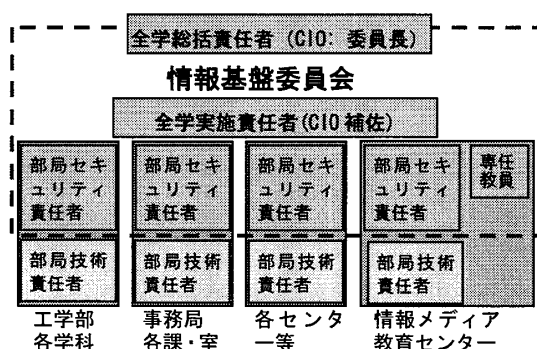 全学総括責任者 (CIO: 委員長)
情報基盤委員会
全学実施責任者(CIO補佐)
部局セキ
ュリティ
責任者
部局セキ
ュリティ
責任者
部局セキ
ュリティ
責任者
部局セキ
ュリティ
責任者
専任
教員
部局技術
責任者
部局技術
責任者
部局技術
責任者
部局技術
責任者
工学部
各学科
事務局
各課・室
各センタ
ー等
情報メディア
教育センター